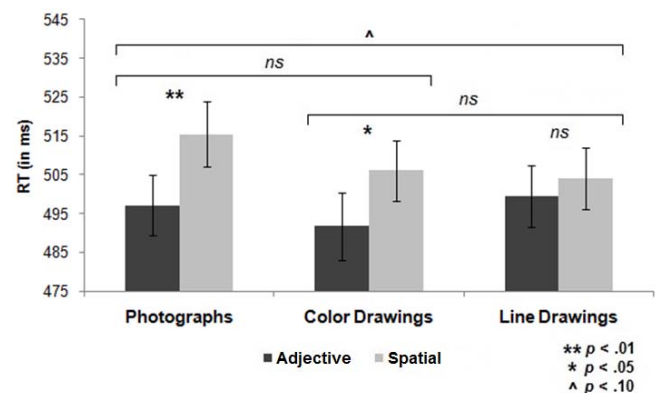 545
535
525
515
505
495
485
475
RT (in ms)
^
ns
ns
** * ns
Photographs Color Drawings Line Drawings
Adjective Spatial
** p < .01
* p < .05
^ p < .10